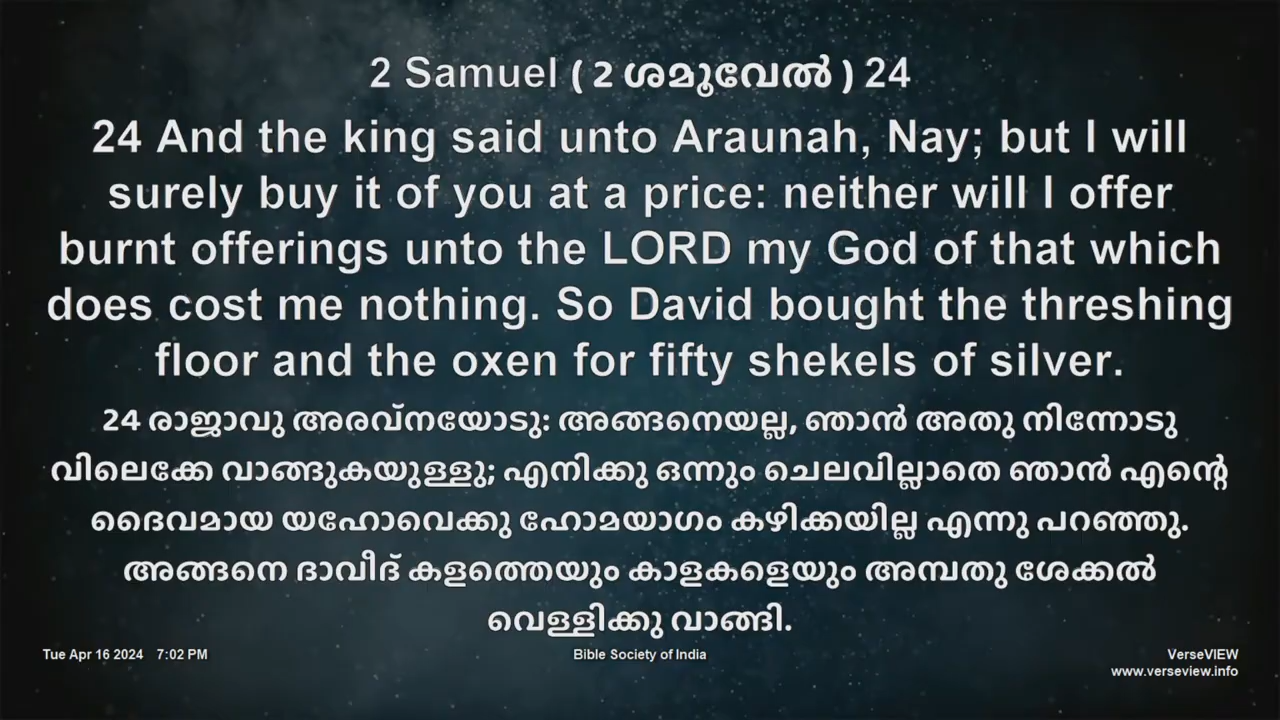 2 Samuel ( 2 ശമൂവേൽ ) 24
24 And the king said unto Araunah, Nay; but I will
surely buy it of you at a price: neither will I offer
burnt offerings unto the LORD my God of that which
does cost me nothing. So David bought the threshing
floor and the oxen for fifty shekels of silver.
24 രാജാവു അരവ്നയോടു: അങ്ങനെയല്ല, ഞാൻ അതു നിന്നോടു
വിലെക്കേ വാങ്ങുകയുള്ളു; എനിക്കു ഒന്നും ചെലവില്ലാതെ ഞാൻ എന്റെ
ദൈവമായ യഹോവെക്കു ഹോമയാഗം കഴിക്കയില്ല എന്നു പറഞ്ഞു.
അങ്ങനെ ദാവീദ് കളത്തെയും കാളകളെയും അമ്പതു ശേക്കൽ
വെള്ളിക്കു വാങ്ങി.
Tue Apr 16 2024 7:02 PM
Bible Society of India
VerseVIEW
www.verseview.info